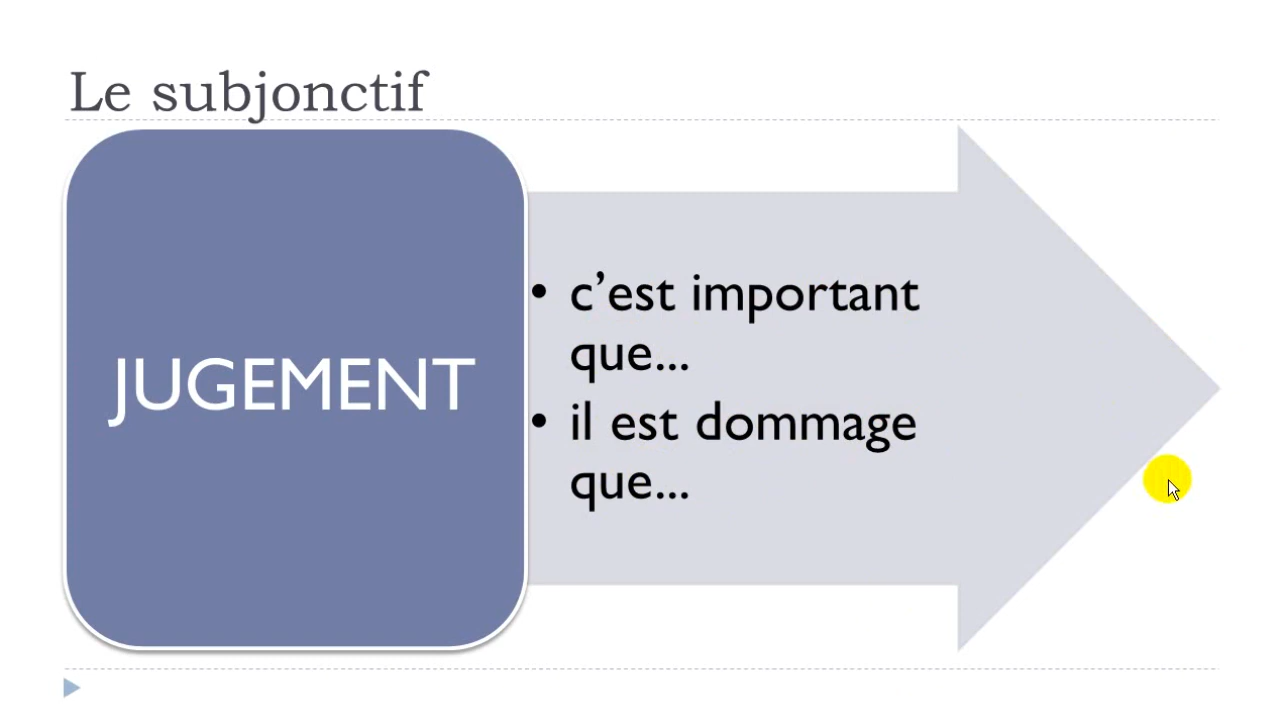 Le subjonctif
JUGEMENT
• c’est important
que...
• il est dommage
que...